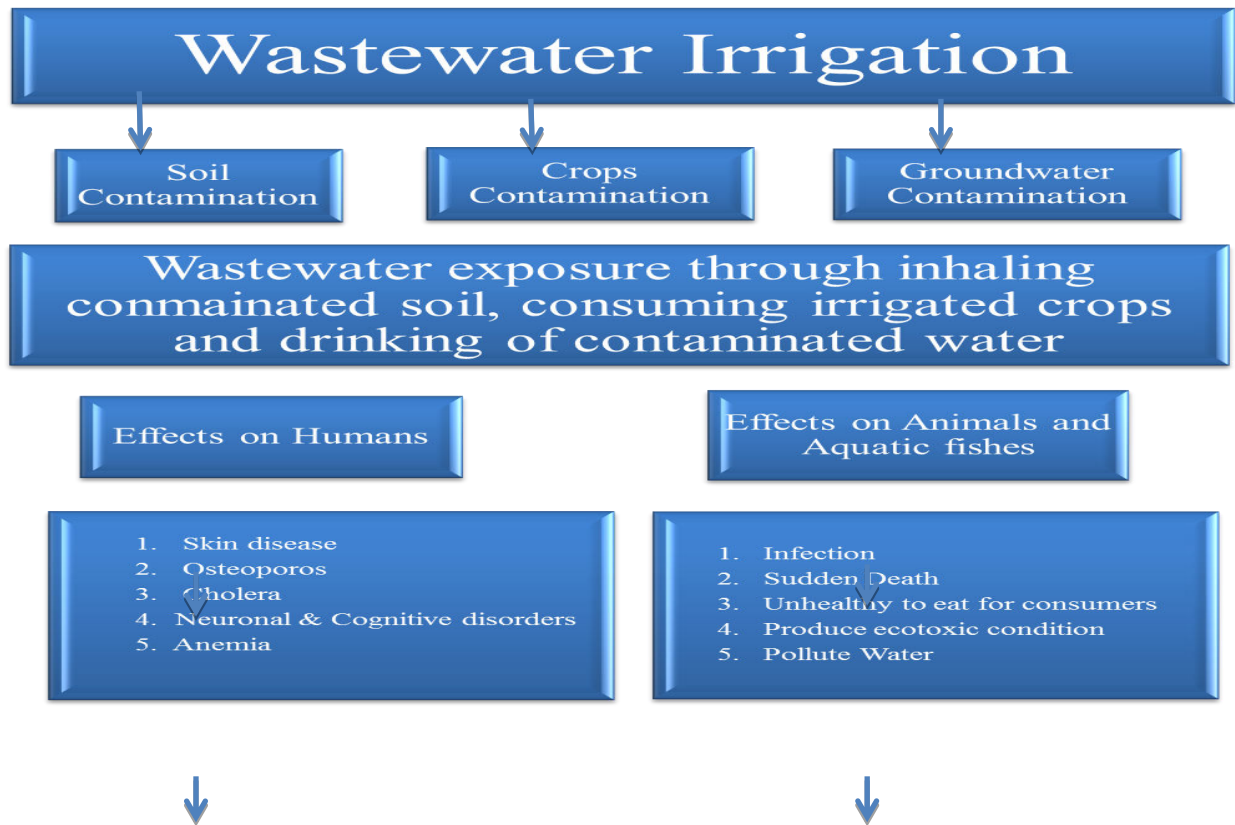 Wastewater Irrigation
Soil
Contamination
Crops
Contamination
Groundwater
Contamination
Wastewater exposure through inhaling
conmainated soil, consuming irrigated crops
and drinking of contaminated water
Effects on Humans
Effects on Animals and
Aquatic fishes
1. Skin disease
2. Osteoporos
3. Cholera
4. Neuronal & Cognitive disorders
5. Anemia
1. Infection
2. Sudden Death
3. Unhealthy to eat for consumers
4. Produce ecotoxic condition
5. Pollute Water